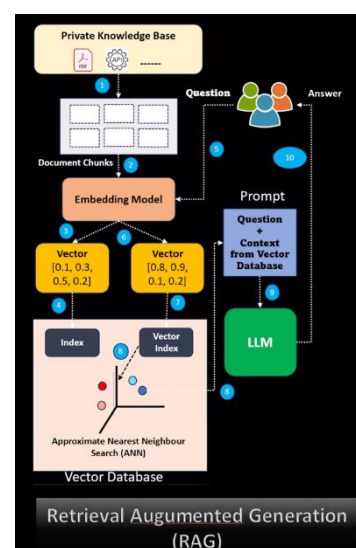 Private Knowledge Base
PDF
API
------
1
Question
Answer
Document Chunks
2
5
10
Embedding Model
Prompt
3
6
Question
+
Context
from Vector
Database
Vector
[0.1, 0.3,
0.5, 0.2]
Vector
[0.8, 0.9,
0.1, 0.2]
4
7
9
Index
Vector
Index
LLM
8
8
Approximate Nearest Neighbour
Search (ANN)
Vector Database
Retrieval Augumented Generation
(RAG)